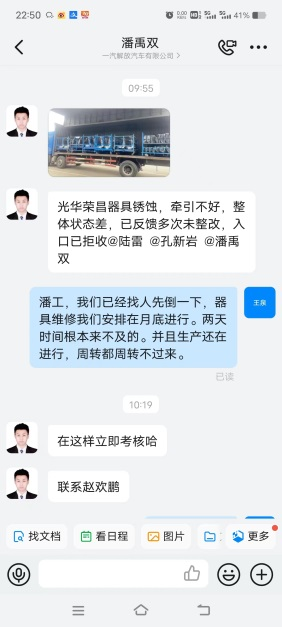 22:50
41%
潘禹双
一汽解放汽车有限公司
09:55
光华荣昌器具锈蚀，牵引不好，整
体状态差，已反馈多次未整改，入
口已拒收@陆雷 @孔新岩 @潘禹
双
潘工，我们已经找人先倒一下，器
具维修我们安排在月底进行。两天
时间根本来不及的。并且生产还在
进行，周转都周转不过来。
王泉
已读
10:19
在这样立即考核哈
联系赵欢鹏
找文档
看日程
图片
更多